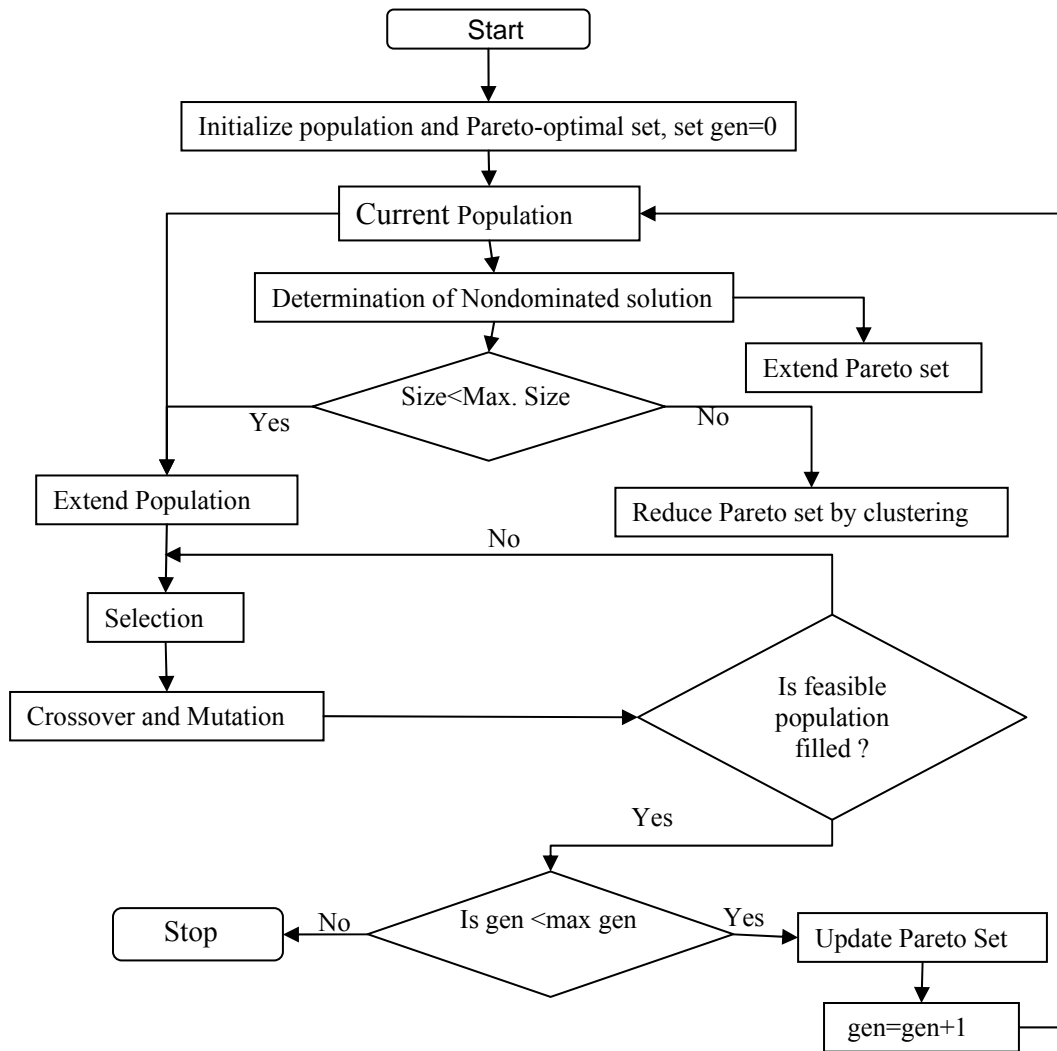 Start
Initialize population and Pareto-optimal set, set gen=0
Current Population
Determination of Nondominated solution
Extend Pareto set
Size<Max. Size
Yes
No
Extend Population
Reduce Pareto set by clustering
No
Selection
Is feasible
population
filled ?
Crossover and Mutation
Yes
Is gen <max gen
No
Yes
Stop
Update Pareto Set
gen=gen+1